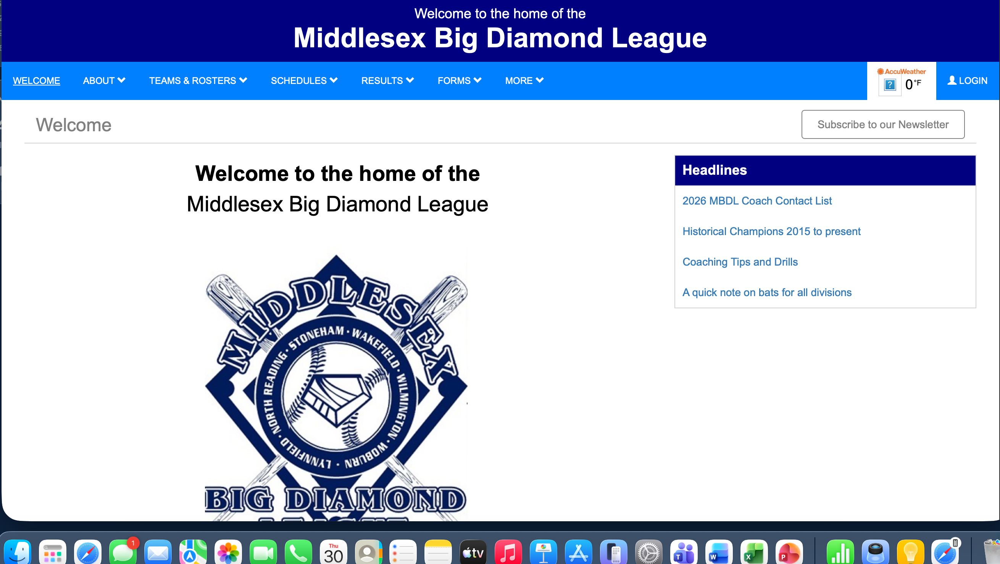 Welcome to the home of the
Middlesex Big Diamond League
WELCOME
ABOUT
TEAMS & ROSTERS
SCHEDULES
RESULTS
FORMS
MORE
AccuWeather
? 0°F
LOGIN
Welcome
Subscribe to our Newsletter
Welcome to the home of the
Middlesex Big Diamond League
MIDDLESEX
NORTH READING · STONEHAM · WAKEFIELD · WILMINGTON · WOBURN · LYNNFIELD ·
BIG DIAMOND
Headlines
2026 MBDL Coach Contact List
Historical Champions 2015 to present
Coaching Tips and Drills
A quick note on bats for all divisions
1
Thu
30
tv
T
W
X
P